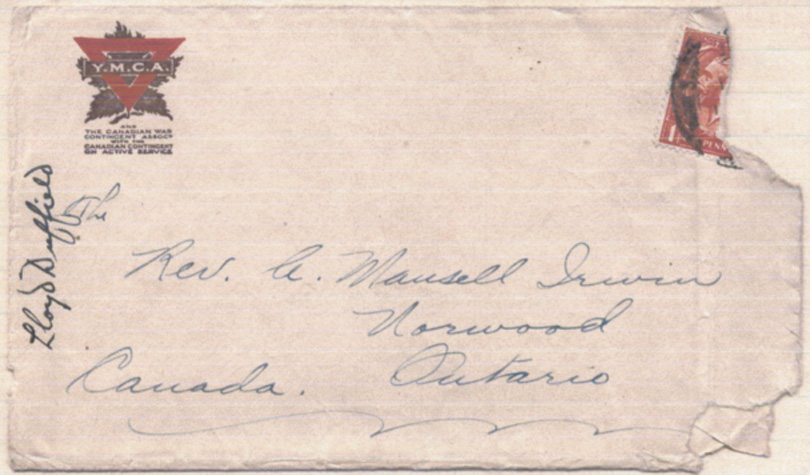 Y.M.C.A.
AND
THE CANADIAN WAR
CONTINGENT ASSOCN
WITH THE
CANADIAN CONTINGENT
ON ACTIVE SERVICE
Lloyd Duffield
The
Rev. A. Mansell Irwin
Norwood
Ontario
Canada.